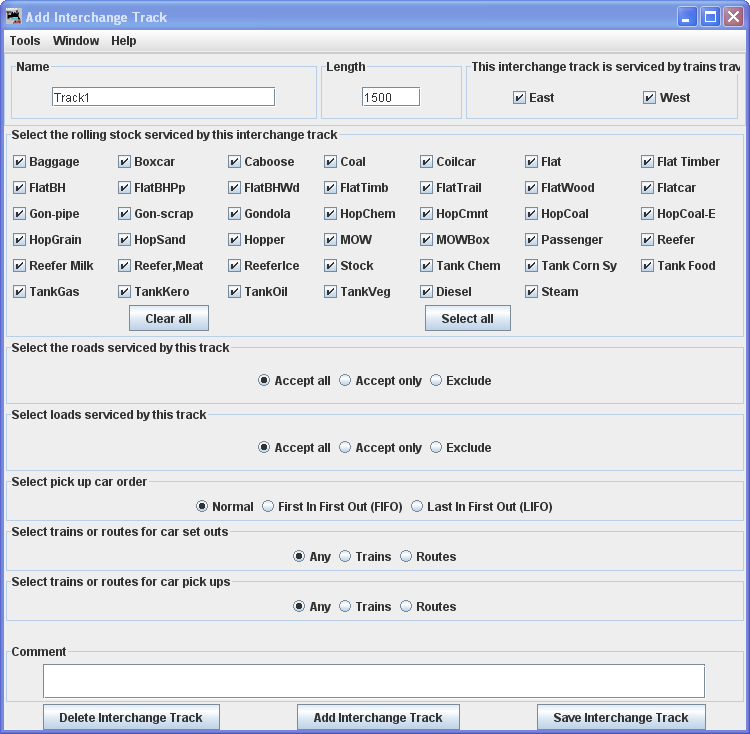 Add Interchange Track
Tools Window Help
Name Length This interchange track is serviced by trains trav
Track1 1500 East West
Select the rolling stock serviced by this interchange track
Baggage Boxcar Caboose Coal Coilcar Flat Flat Timber
FlatBH FlatBHPp FlatBHWd FlatTimb FlatTrail FlatWood Flatcar
Gon-pipe Gon-scrap Gondola HopChem HopCmnt HopCoal HopCoal-E
HopGrain HopSand Hopper MOW MOWBox Passenger Reefer
Reefer Milk Reefer,Meat ReeferIce Stock Tank Chem Tank Corn Sy Tank Food
TankGas TankKero TankOil TankVeg Diesel Steam
Clear all Select all
Select the roads serviced by this track
Accept all Accept only Exclude
Select loads serviced by this track
Accept all Accept only Exclude
Select pick up car order
Normal First In First Out (FIFO) Last In First Out (LIFO)
Select trains or routes for car set outs
Any Trains Routes
Select trains or routes for car pick ups
Any Trains Routes
Comment
Delete Interchange Track Add Interchange Track Save Interchange Track